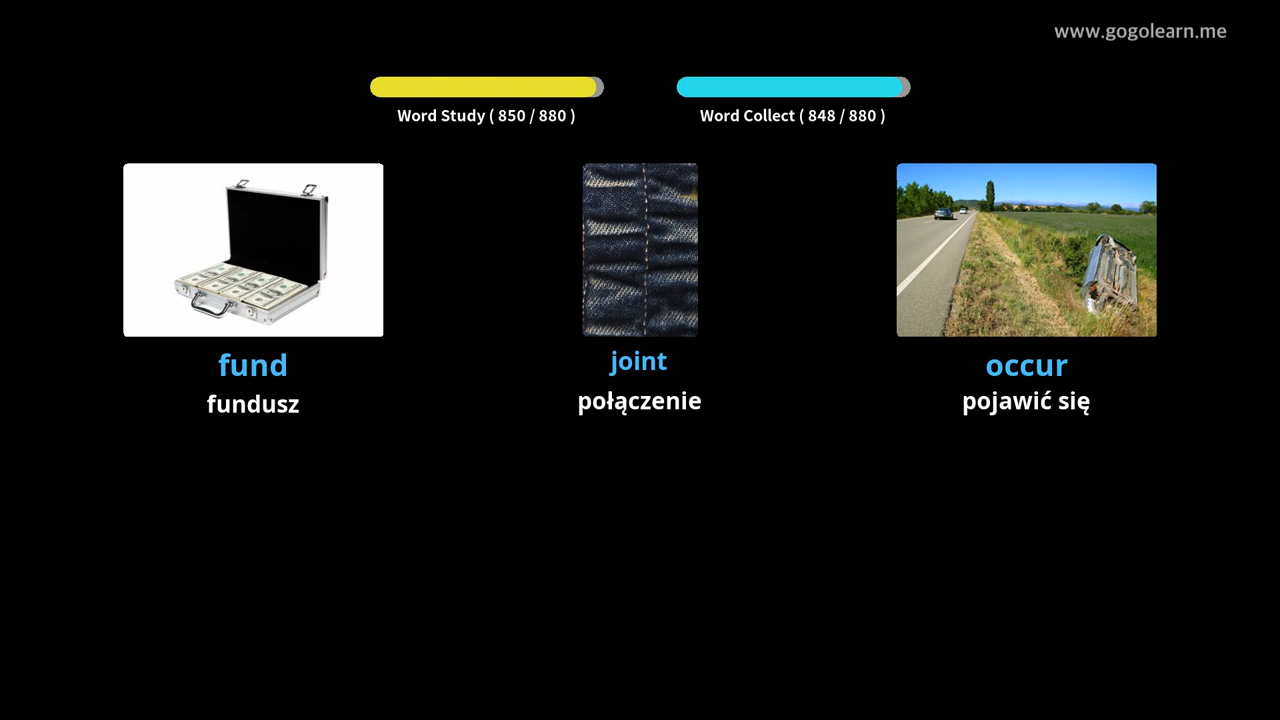 www.gogolearn.me
Word Study ( 850 / 880 )
Word Collect ( 848 / 880 )
fund
fundusz
joint
połączenie
occur
pojawić się